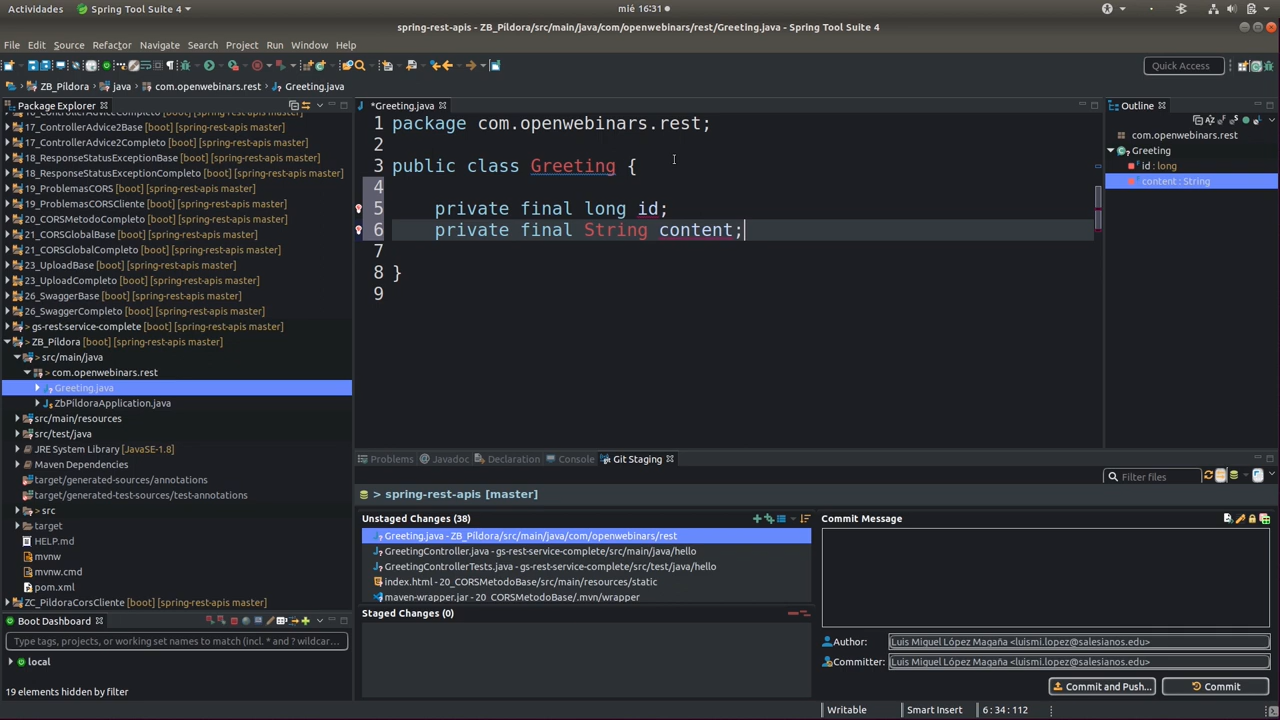 Actividades Spring Tool Suite 4
mié 16:31
spring-rest-apis - ZB_Pildora/src/main/java/com/openwebinars/rest/Greeting.java - Spring Tool Suite 4
File Edit Source Refactor Navigate Search Project Run Window Help
Quick Access
ZB_Pildora java com.openwebinars.rest Greeting.java
Package Explorer
17_ControllerAdvice2Base [boot] [spring-rest-apis master]
17_ControllerAdvice2Completo [boot] [spring-rest-apis master]
18_ResponseStatusExceptionBase [boot] [spring-rest-apis master]
18_ResponseStatusExceptionCompleto [boot] [spring-rest-apis master]
19_ProblemasCORS [boot] [spring-rest-apis master]
19_ProblemasCORSCliente [boot] [spring-rest-apis master]
20_CORSMetodoCompleto [boot] [spring-rest-apis master]
21_CORSGlobalBase [boot] [spring-rest-apis master]
21_CORSGlobalCompleto [boot] [spring-rest-apis master]
23_UploadBase [boot] [spring-rest-apis master]
23_UploadCompleto [boot] [spring-rest-apis master]
26_SwaggerBase [boot] [spring-rest-apis master]
26_SwaggerCompleto [boot] [spring-rest-apis master]
> gs-rest-service-complete [boot] [spring-rest-apis master]
> ZB_Pildora [boot] [spring-rest-apis master]
> src/main/java
> com.openwebinars.rest
Greeting.java
ZbPildoraApplication.java
src/main/resources
src/test/java
JRE System Library [JavaSE-1.8]
Maven Dependencies
target/generated-sources/annotations
target/generated-test-sources/test-annotations
> src
target
HELP.md
mvnw
mvnw.cmd
pom.xml
ZC_PildoraCorsCliente [boot] [spring-rest-apis master]
Boot Dashboard
Type tags, projects, or working set names to match (incl. * and ? wildcar...
local
19 elements hidden by filter
*Greeting.java
1 package com.openwebinars.rest;
2
3 public class Greeting {
4
5 private final long id;
6 private final String content;
7
8 }
9
Outline
com.openwebinars.rest
Greeting
id : long
content : String
Problems Javadoc Declaration Console Git Staging
Filter files
> spring-rest-apis [master]
Unstaged Changes (38)
Greeting.java - ZB_Pildora/src/main/java/com/openwebinars/rest
GreetingController.java - gs-rest-service-complete/src/main/java/hello
GreetingControllerTests.java - gs-rest-service-complete/src/test/java/hello
index.html - 20_CORSMetodoBase/src/main/resources/static
maven-wrapper.jar - 20_CORSMetodoBase/.mvn/wrapper
Staged Changes (0)
Commit Message
Author: Luis Miguel López Magaña <luismi.lopez@salesianos.edu>
Committer: Luis Miguel López Magaña <luismi.lopez@salesianos.edu>
Commit and Push... Commit
Writable Smart Insert 6 : 34 : 112